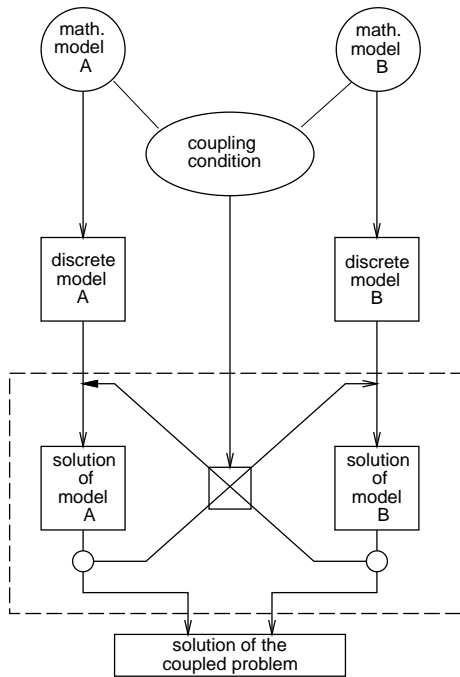 math.
model
A
math.
model
B
coupling
condition
discrete
model
A
discrete
model
B
solution
of
model
A
solution
of
model
B
solution of the
coupled problem